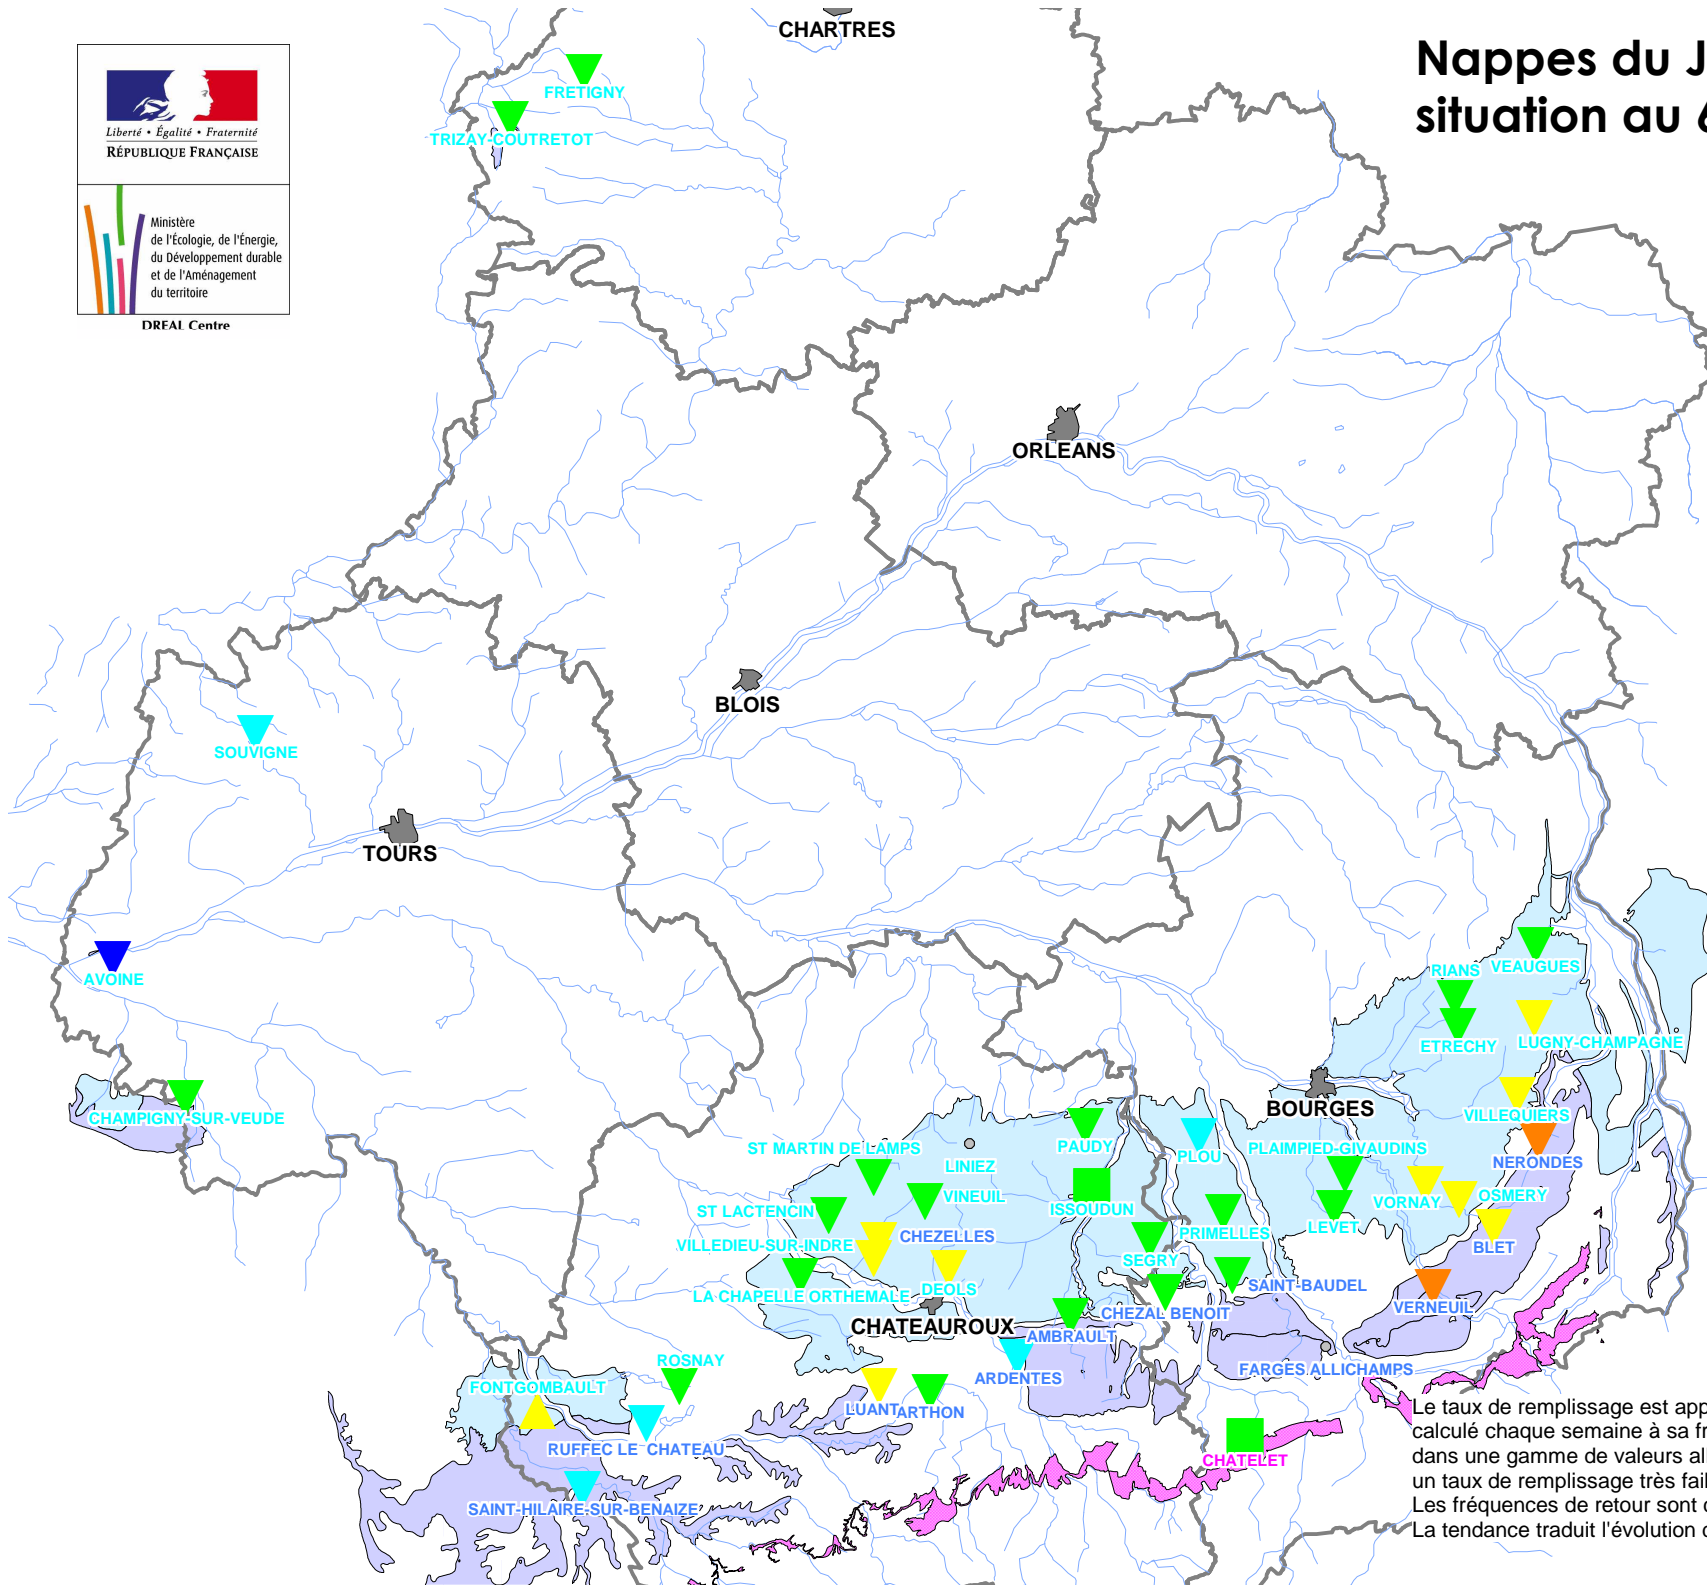 CHARTRES
Nappes du J
situation au 6
FRETIGNY
TRIZAY-COUTRETOT
Liberté • Égalité • Fraternité
RÉPUBLIQUE FRANÇAISE
Ministère
de l'Écologie, de l'Énergie,
du Développement durable
et de l'Aménagement
du territoire
DREAL Centre
ORLEANS
BLOIS
SOUVIGNE
TOURS
AVOINE
RIANS
VEAUGUES
ETRECHY
LUGNY-CHAMPAGNE
CHAMPIGNY-SUR-VEUDE
BOURGES
VILLEQUIERS
ST MARTIN DE LAMPS
PAUDY
PLOU
PLAIMPIED-GIVAUDINS
LINIEZ
NERONDES
VINEUIL
ISSOUDUN
VORNAY
OSMERY
ST LACTENCIN
PRIMELLES
LEVET
CHEZELLES
VILLEDIEU-SUR-INDRE
SEGRY
BLET
DEOLS
LA CHAPELLE ORTHEMALE
SAINT-BAUDEL
CHEZAL BENOIT
VERNEUIL
CHATEAUROUX
AMBRAULT
ROSNAY
ARDENTES
FARGES ALLICHAMPS
FONTGOMBAULT
LUANT
ARTHON
RUFFEC LE CHATEAU
CHATELET
SAINT-HILAIRE-SUR-BENAIZE
Le taux de remplissage est app
calculé chaque semaine à sa fr
dans une gamme de valeurs all
un taux de remplissage très fail
Les fréquences de retour sont c
La tendance traduit l'évolution d